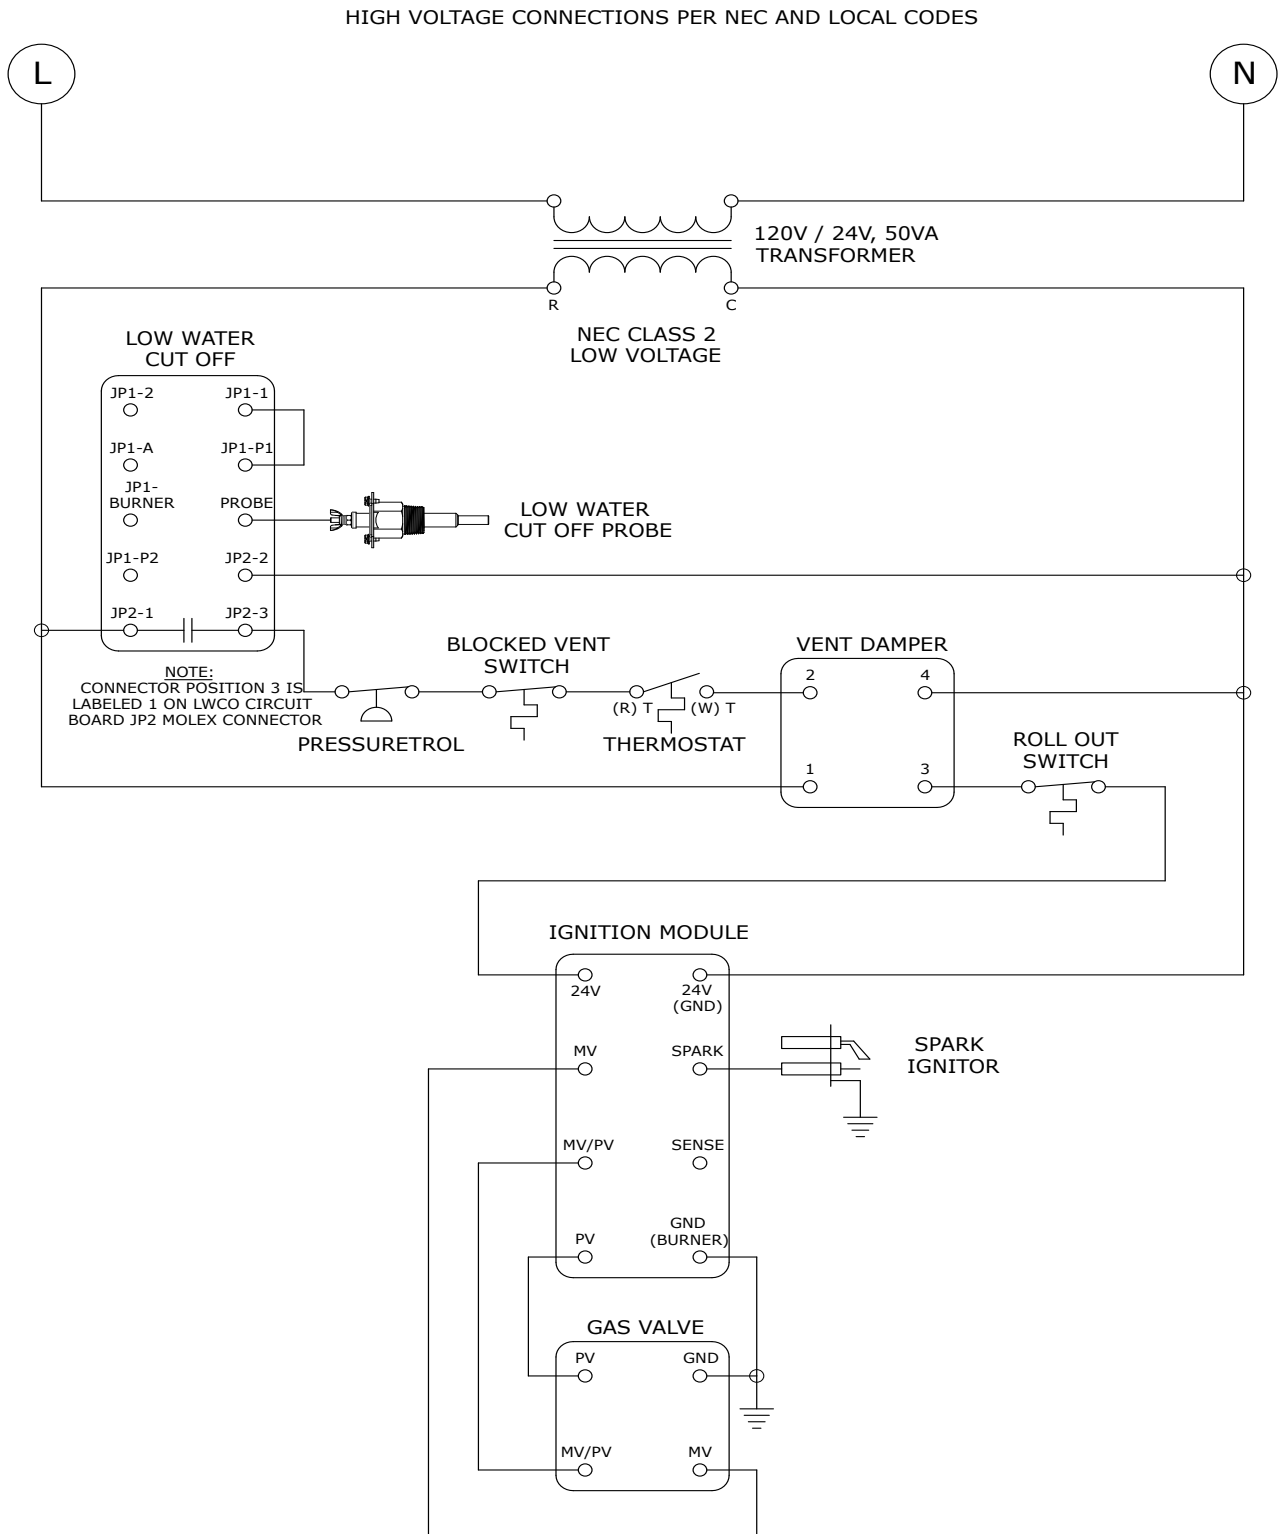 HIGH VOLTAGE CONNECTIONS PER NEC AND LOCAL CODES
L
N
120V / 24V, 50VA
TRANSFORMER
R
C
NEC CLASS 2
LOW VOLTAGE
LOW WATER
CUT OFF
JP1-2
JP1-1
JP1-A
JP1-P1
JP1-
BURNER
PROBE
LOW WATER
CUT OFF PROBE
JP1-P2
JP2-2
JP2-1
JP2-3
NOTE:
CONNECTOR POSITION 3 IS
LABELED 1 ON LWCO CIRCUIT
BOARD JP2 MOLEX CONNECTOR
PRESSURETROL
BLOCKED VENT
SWITCH
(R) T
(W) T
THERMOSTAT
VENT DAMPER
2
4
1
3
ROLL OUT
SWITCH
IGNITION MODULE
24V
24V
(GND)
MV
SPARK
SPARK
IGNITOR
MV/PV
SENSE
PV
GND
(BURNER)
GAS VALVE
PV
GND
MV/PV
MV